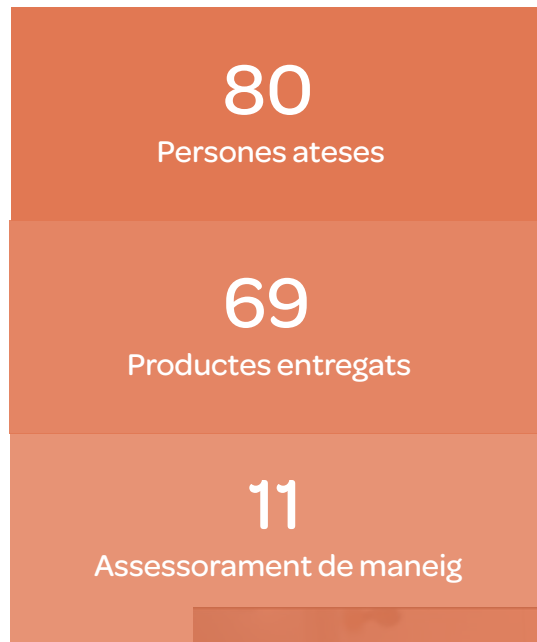 80
Persones ateses
69
Productes entregats
11
Assessorament de maneig